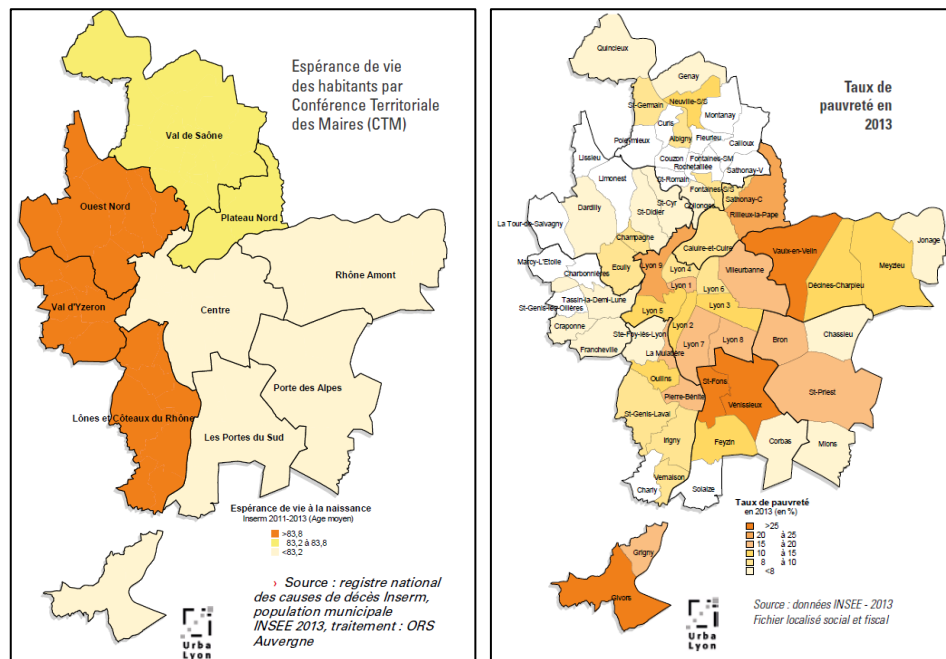 Espérance de vie
des habitants par
Conférence Territoriale
des Maires (CTM)
Val de Saône
Ouest Nord
Plateau Nord
Rhône Amont
Val d'Yzeron
Centre
Porte des Alpes
Lônes et Côteaux du Rhône
Les Portes du Sud
Espérance de vie à la naissance
Inserm 2011-2013 (Age moyen)
>83,8
83,2 à 83,8
<83,2
› Source : registre national
des causes de décès Inserm,
population municipale
INSEE 2013, traitement : ORS
Auvergne
Urba
Lyon
Taux de
pauvreté en
2013
Quincieux
Genay
St-Germain
Neuville-S/S
Curis
Montanay
Albigny
Fleurieu
Poleymieux
Cailloux
Lissieu
Couzon
Fontaines-SM
Rochetaillée
Limonest
St-Romain
Sathonay-V
Fontaines-S/S
Dardilly
St-Cyr
Collonges
Sathonay-C
St-Didier
Rillieux-la-Pape
La Tour-de-Salvagny
Champagne
Caluire-et-Cuire
Vaulx-en-Velin
Jonage
Marcy-L'Etoile
Ecully
Lyon 9
Lyon 4
Villeurbanne
Meyzieu
Charbonnières
Lyon 1
Lyon 6
Décines-Charpieu
Tassin-la-Demi-Lune
St-Genis-les-Ollières
Lyon 5
Lyon 3
Craponne
Ste-Foy-lès-Lyon
Lyon 2
Chassieu
Francheville
La Mulatière
Lyon 7
Lyon 8
Bron
Oullins
St-Fons
Pierre-Bénite
St-Priest
Vénissieux
St-Genis-Laval
Irigny
Feyzin
Corbas
Mions
Vernaison
Charly
Solaize
Grigny
Givors
Taux de pauvreté
en 2013 (en %)
>25
20 à 25
15 à 20
10 à 15
8 à 10
<8
Urba
Lyon
Source : données INSEE - 2013
Fichier localisé social et fiscal